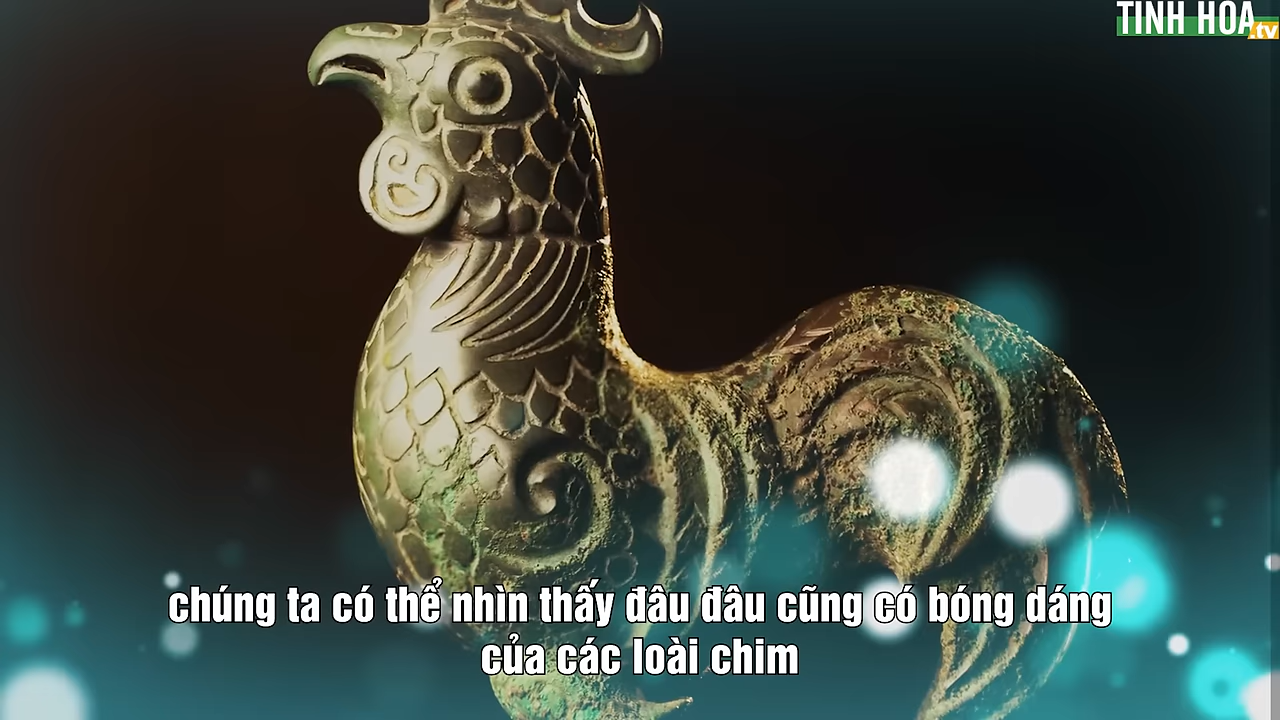 TINH HOA
.tv
chúng ta có thể nhìn thấy đâu đâu cũng có bóng dáng
của các loài chim